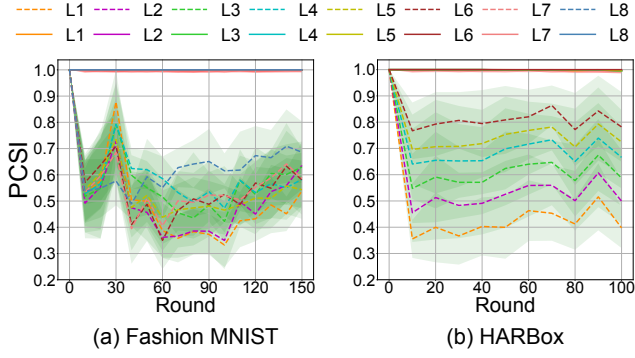 L1 L2 L3 L4 L5 L6 L7 L8
L1 L2 L3 L4 L5 L6 L7 L8
PCSI
1.0
0.9
0.8
0.7
0.6
0.5
0.4
0.3
0.2
0 30 60 90 120 150
Round
(a) Fashion MNIST
1.0
0.9
0.8
0.7
0.6
0.5
0.4
0.3
0.2
0 20 40 60 80 100
Round
(b) HARBox